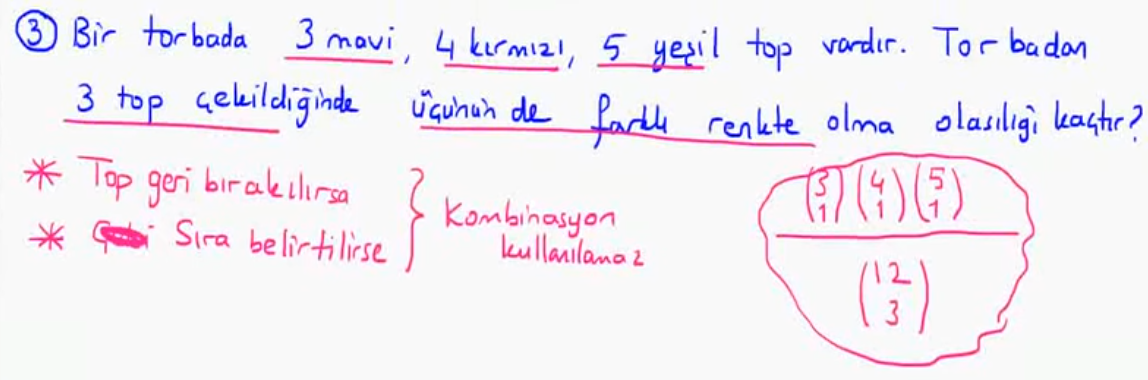 ③ Bir torbada 3 mavi, 4 kırmızı, 5 yeşil top vardır. Torbadan
3 top çekildiğinde üçünün de farklı renkte olma olasılığı kaçtır?
* Top geri bırakılırsa
* Sıra belirtilirse
} Kombinasyon
kullanılamaz
(3 1) (4 1) (5 1)
(12 3)